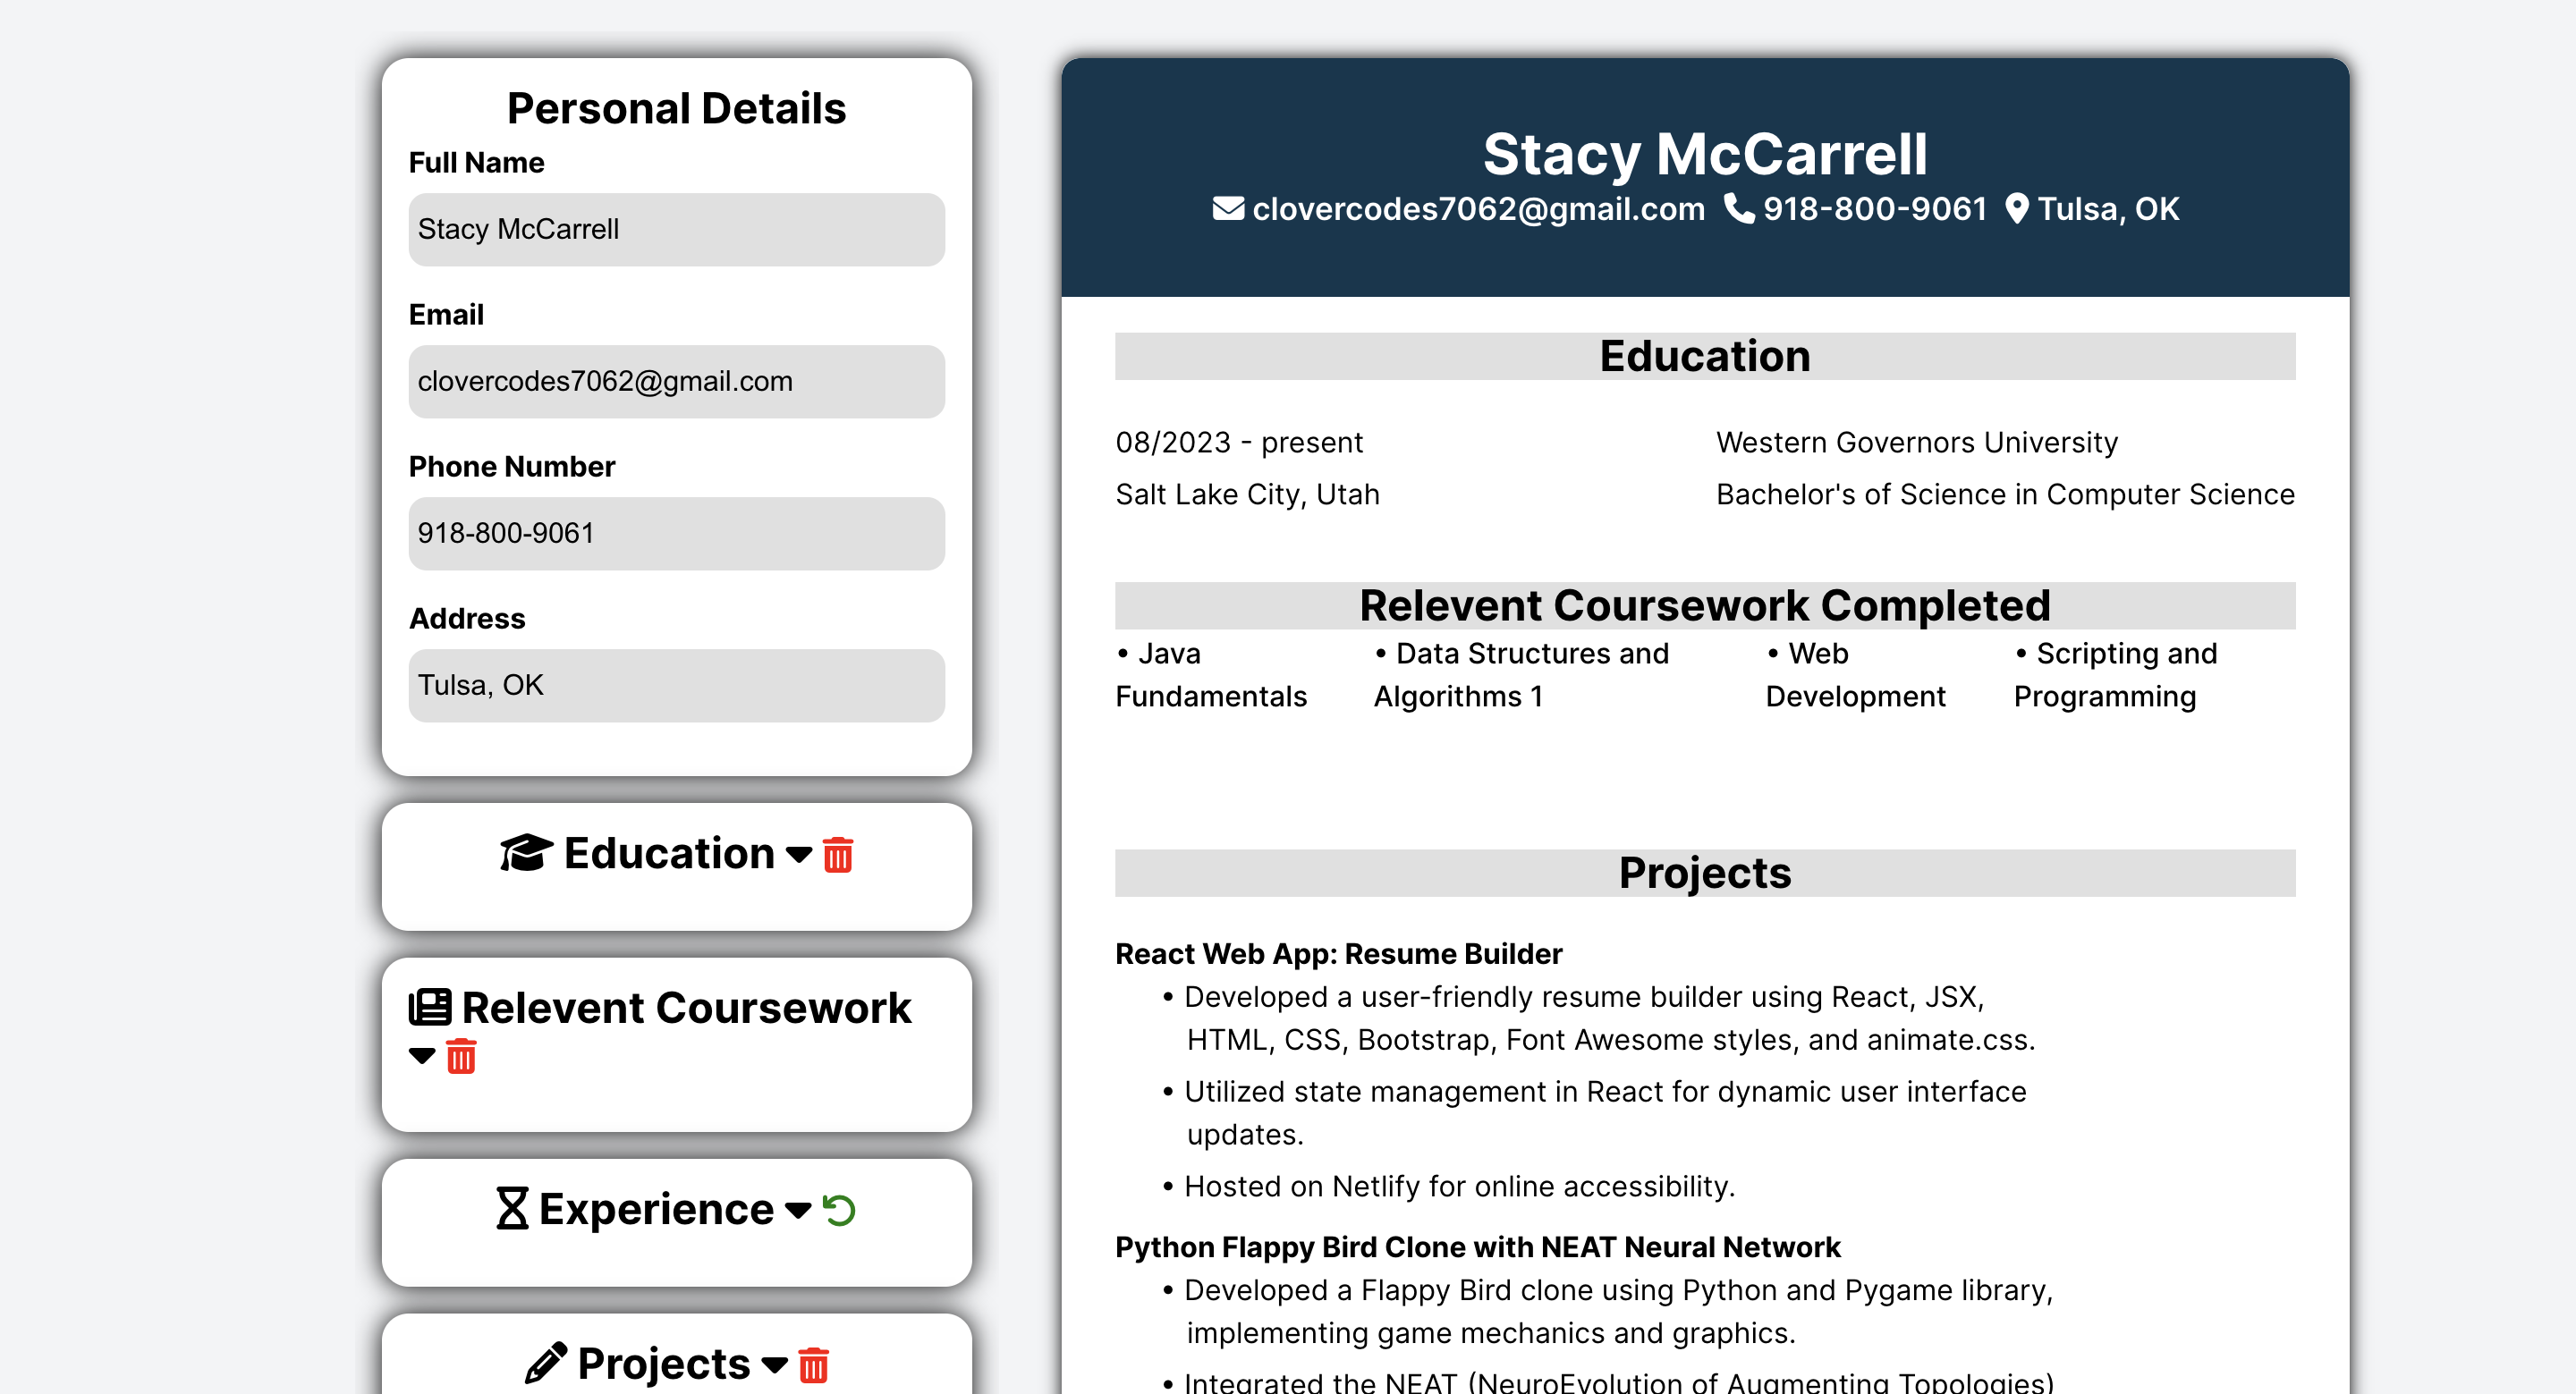 Personal Details
Full Name
Stacy McCarrell
Email
clovercodes7062@gmail.com
Phone Number
918-800-9061
Address
Tulsa, OK
Education
Relevent Coursework
Experience
Projects
Stacy McCarrell
clovercodes7062@gmail.com 918-800-9061 Tulsa, OK
Education
08/2023 - present Western Governors University
Salt Lake City, Utah Bachelor's of Science in Computer Science
Relevent Coursework Completed
• Java • Data Structures and • Web • Scripting and
Fundamentals Algorithms 1 Development Programming
Projects
React Web App: Resume Builder
• Developed a user-friendly resume builder using React, JSX,
HTML, CSS, Bootstrap, Font Awesome styles, and animate.css.
• Utilized state management in React for dynamic user interface
updates.
• Hosted on Netlify for online accessibility.
Python Flappy Bird Clone with NEAT Neural Network
• Developed a Flappy Bird clone using Python and Pygame library,
implementing game mechanics and graphics.
• Integrated the NEAT (NeuroEvolution of Augmenting Topologies)